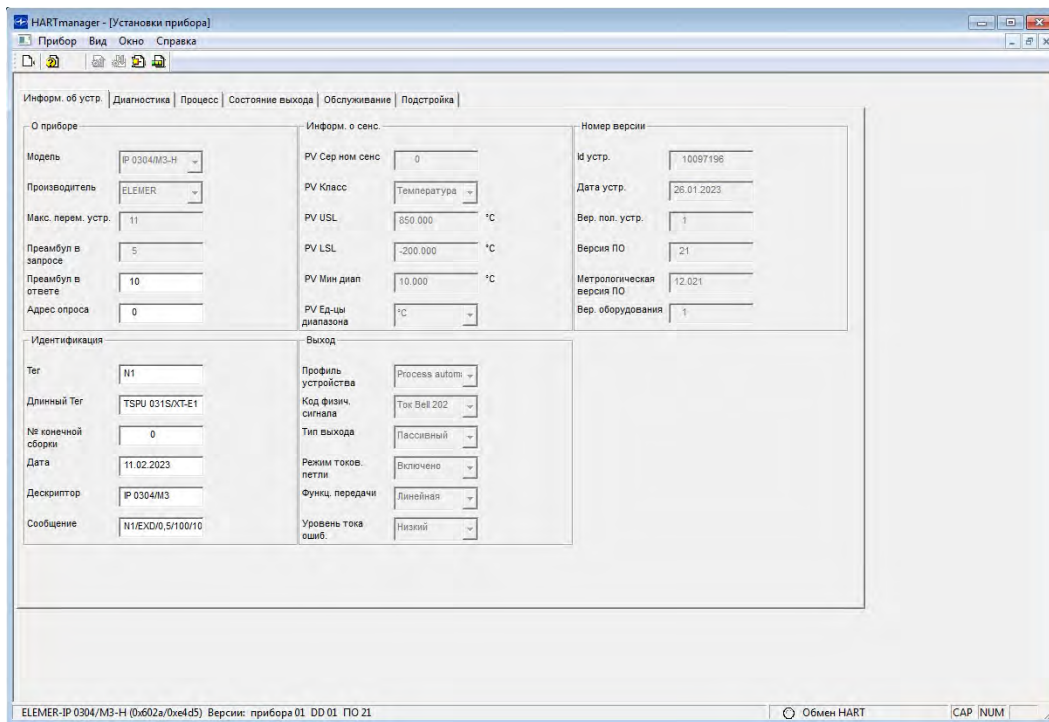 HARTmanager - [Установки прибора]
Прибор Вид Окно Справка
Информ. об устр. Диагностика Процесс Состояние выхода Обслуживание Подстройка
О приборе
Модель IP 0304/M3-H
Производитель ELEMER
Макс. перем. устр. 11
Преамбул в
запросе 5
Преамбул в
ответе 10
Адрес опроса 0
Информ. о сенс.
PV Сер ном сенс 0
PV Класс Температура
PV USL 850.000 °C
PV LSL -200.000 °C
PV Мин диап 10.000 °C
PV Ед-цы
диапазона °C
Номер версии
Id устр. 10097196
Дата устр. 26.01.2023
Вер. пол. устр. 1
Версия ПО 21
Метрологическая
версия ПО 12.021
Вер. оборудования 1
Идентификация
Тег N1
Длинный Тег TSPU 031S/XT-E1
№ конечной
сборки 0
Дата 11.02.2023
Дескриптор IP 0304/M3
Сообщение N1/EXD/0,5/100/10
Выход
Профиль
устройства Process automa
Код физич.
сигнала Ток Bell 202
Тип выхода Пассивный
Режим токов.
петли Включено
Функц. передачи Линейная
Уровень тока
ошиб. Низкий
ELEMER-IP 0304/M3-H (0x602a/0xe4d5) Версии: прибора 01 DD 01 ПО 21 Обмен HART CAP NUM